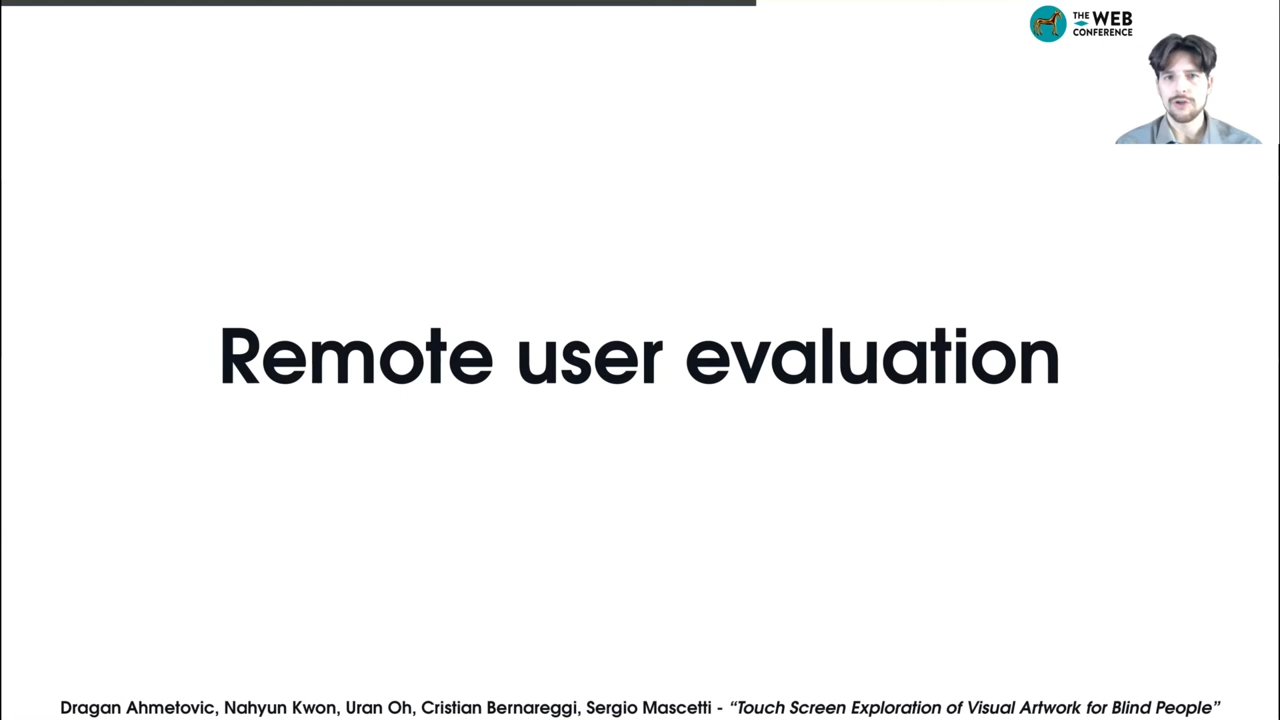 THE WEB
CONFERENCE
Remote user evaluation
Dragan Ahmetovic, Nahyun Kwon, Uran Oh, Cristian Bernareggi, Sergio Mascetti - “Touch Screen Exploration of Visual Artwork for Blind People”